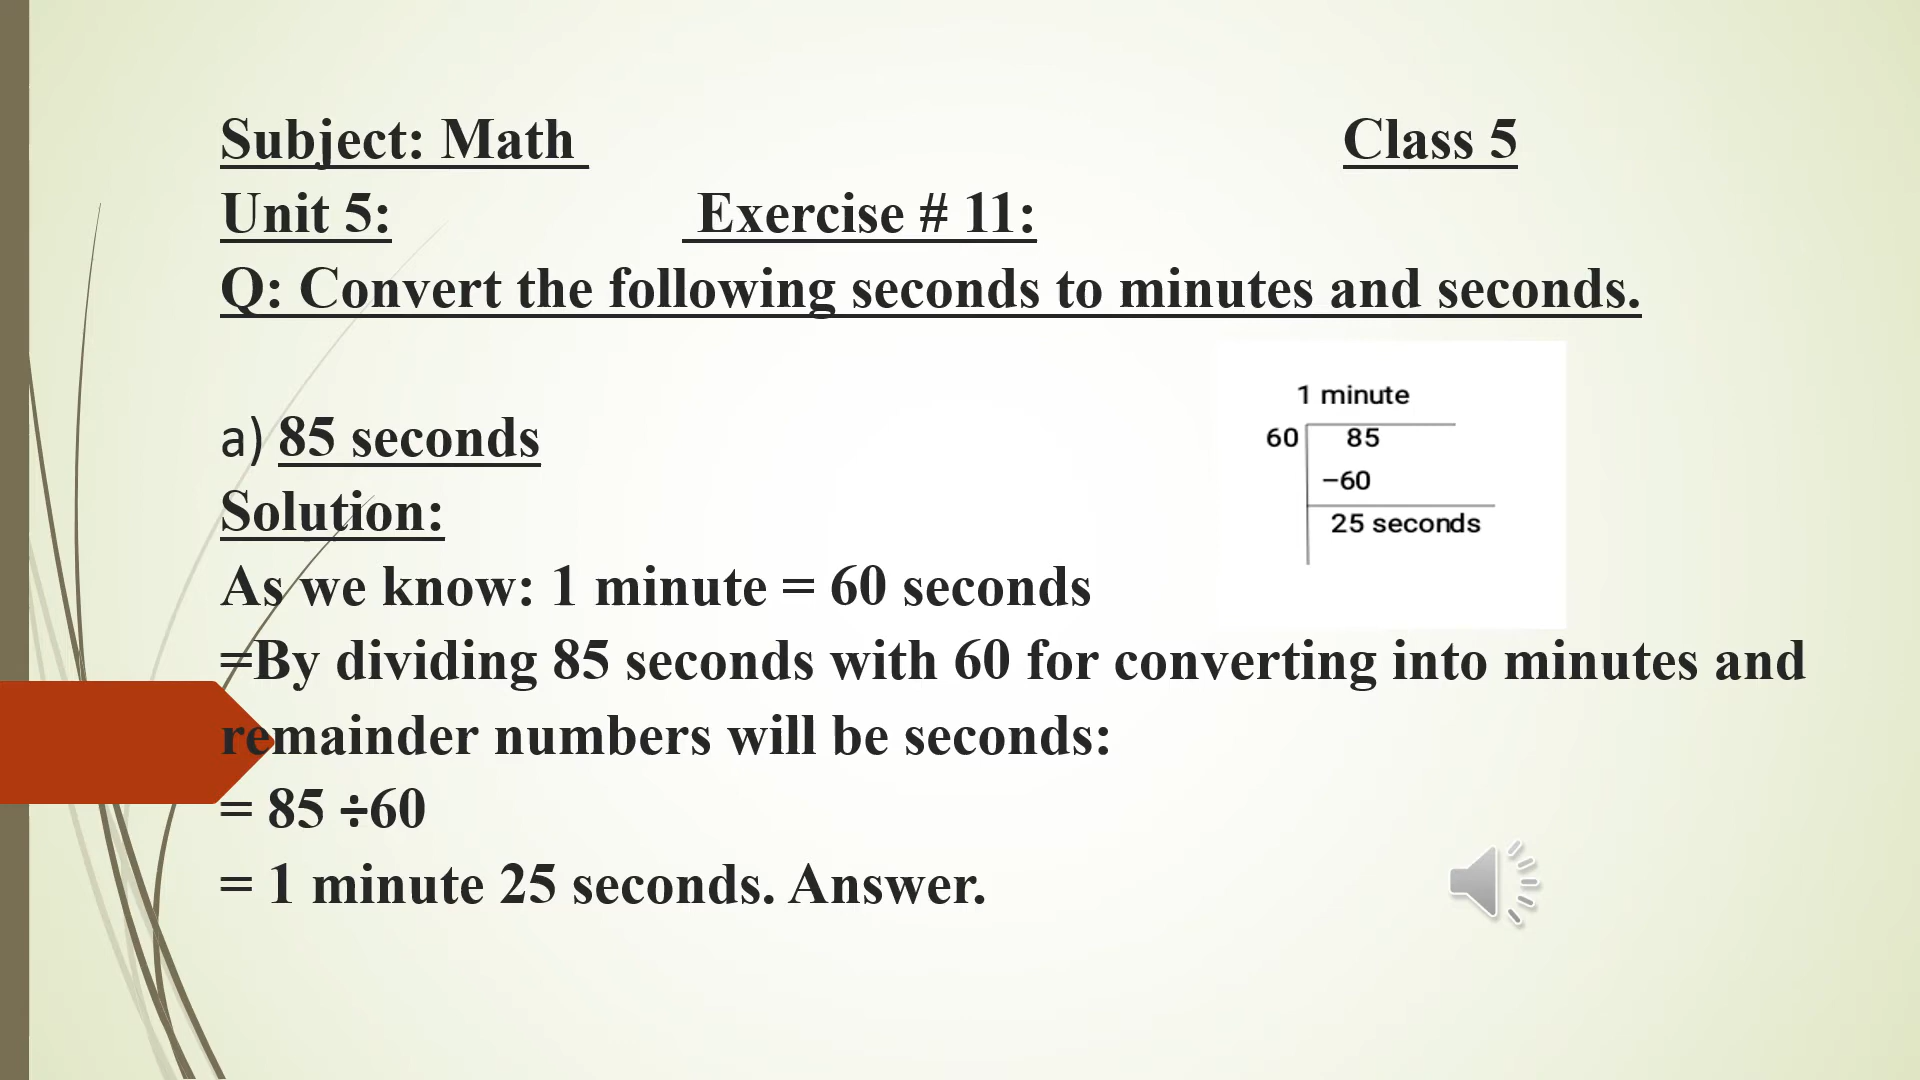 Subject: Math Class 5
Unit 5: Exercise # 11:
Q: Convert the following seconds to minutes and seconds.
a) 85 seconds
Solution:
As we know: 1 minute = 60 seconds
=By dividing 85 seconds with 60 for converting into minutes and
remainder numbers will be seconds:
= 85 ÷60
= 1 minute 25 seconds. Answer.
1 minute
60 85
–60
25 seconds